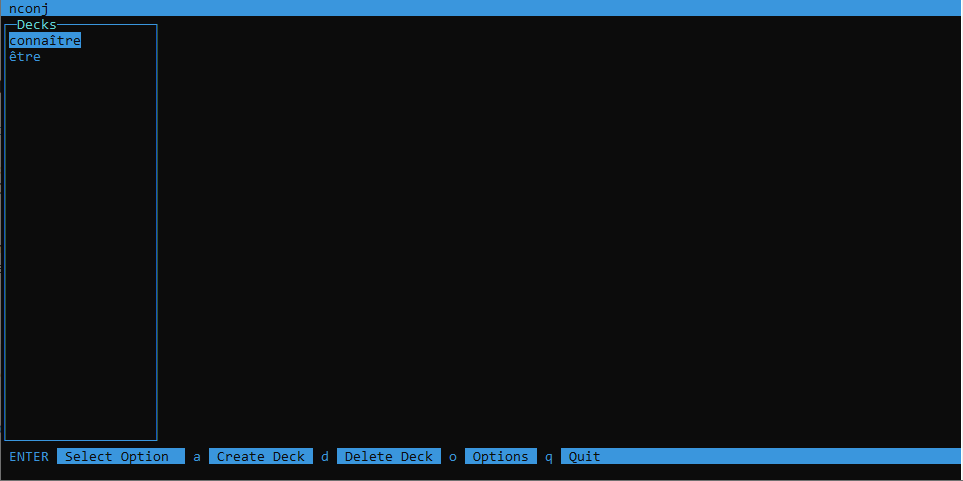 nconj
Decks
connaître
être
ENTER Select Option a Create Deck d Delete Deck o Options q Quit